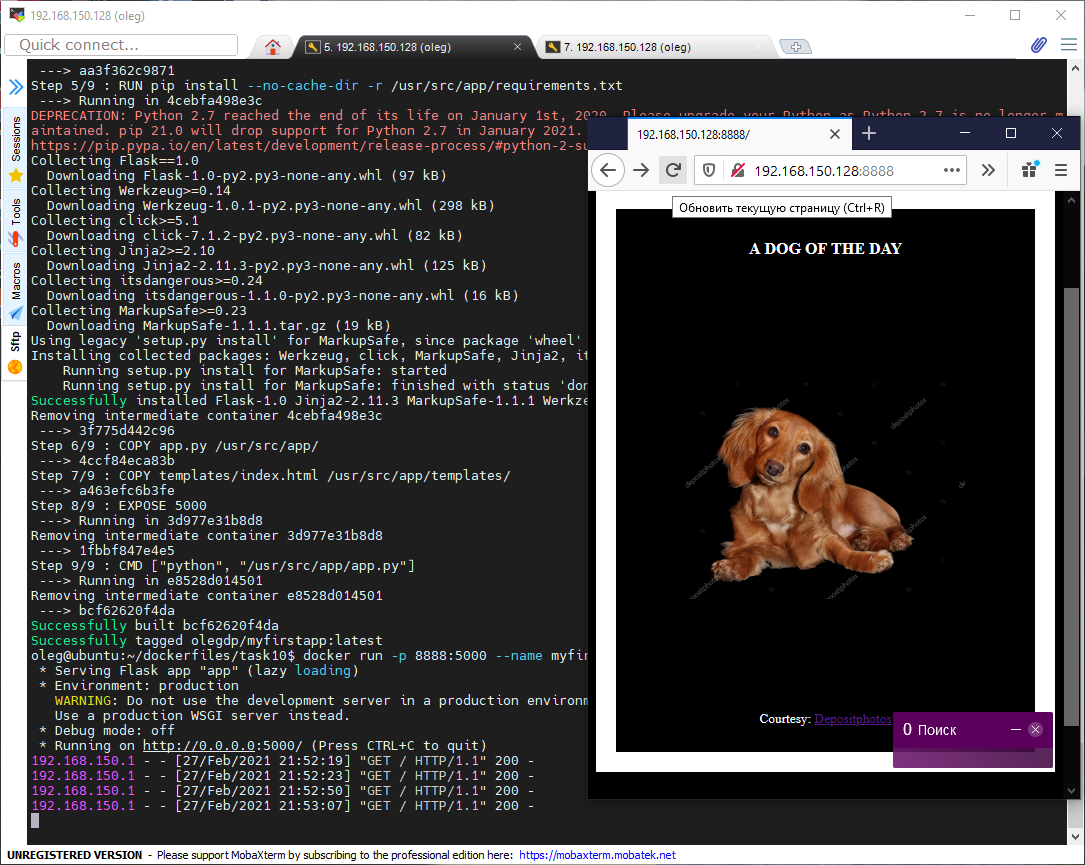 192.168.150.128 (oleg)
Quick connect...
5. 192.168.150.128 (oleg)
7. 192.168.150.128 (oleg)
Sessions
Tools
Macros
Sftp
---> aa3f362c9871
Step 5/9 : RUN pip install --no-cache-dir -r /usr/src/app/requirements.txt
---> Running in 4cebfa498e3c
DEPRECATION: Python 2.7 reached the end of its life on January 1st, 2020. Please upgrade your Python as Python 2.7 is no longer m
aintained. pip 21.0 will drop support for Python 2.7 in January 2021.
https://pip.pypa.io/en/latest/development/release-process/#python-2-su
Collecting Flask==1.0
Downloading Flask-1.0-py2.py3-none-any.whl (97 kB)
Collecting Werkzeug>=0.14
Downloading Werkzeug-1.0.1-py2.py3-none-any.whl (298 kB)
Collecting click>=5.1
Downloading click-7.1.2-py2.py3-none-any.whl (82 kB)
Collecting Jinja2>=2.10
Downloading Jinja2-2.11.3-py2.py3-none-any.whl (125 kB)
Collecting itsdangerous>=0.24
Downloading itsdangerous-1.1.0-py2.py3-none-any.whl (16 kB)
Collecting MarkupSafe>=0.23
Downloading MarkupSafe-1.1.1.tar.gz (19 kB)
Using legacy 'setup.py install' for MarkupSafe, since package 'wheel'
Installing collected packages: Werkzeug, click, MarkupSafe, Jinja2, it
Running setup.py install for MarkupSafe: started
Running setup.py install for MarkupSafe: finished with status 'don
Successfully installed Flask-1.0 Jinja2-2.11.3 MarkupSafe-1.1.1 Werkze
Removing intermediate container 4cebfa498e3c
---> 3f775d442c96
Step 6/9 : COPY app.py /usr/src/app/
---> 4ccf84eca83b
Step 7/9 : COPY templates/index.html /usr/src/app/templates/
---> a463efc6b3fe
Step 8/9 : EXPOSE 5000
---> Running in 3d977e31b8d8
Removing intermediate container 3d977e31b8d8
---> 1fbbf847e4e5
Step 9/9 : CMD ["python", "/usr/src/app/app.py"]
---> Running in e8528d014501
Removing intermediate container e8528d014501
---> bcf62620f4da
Successfully built bcf62620f4da
Successfully tagged olegdp/myfirstapp:latest
oleg@ubuntu:~/dockerfiles/task10$ docker run -p 8888:5000 --name myfir
* Serving Flask app "app" (lazy loading)
* Environment: production
WARNING: Do not use the development server in a production environm
Use a production WSGI server instead.
* Debug mode: off
* Running on http://0.0.0.0:5000/ (Press CTRL+C to quit)
192.168.150.1 - - [27/Feb/2021 21:52:19] "GET / HTTP/1.1" 200 -
192.168.150.1 - - [27/Feb/2021 21:52:23] "GET / HTTP/1.1" 200 -
192.168.150.1 - - [27/Feb/2021 21:52:50] "GET / HTTP/1.1" 200 -
192.168.150.1 - - [27/Feb/2021 21:53:07] "GET / HTTP/1.1" 200 -
192.168.150.128:8888/
192.168.150.128:8888
Обновить текущую страницу (Ctrl+R)
A DOG OF THE DAY
depositphotos
depositphotos
depositphotos
depositphotos
depositphotos
depositphotos
depositphotos
Courtesy: Depositphotos
0 Поиск
UNREGISTERED VERSION - Please support MobaXterm by subscribing to the professional edition here: https://mobaxterm.mobatek.net